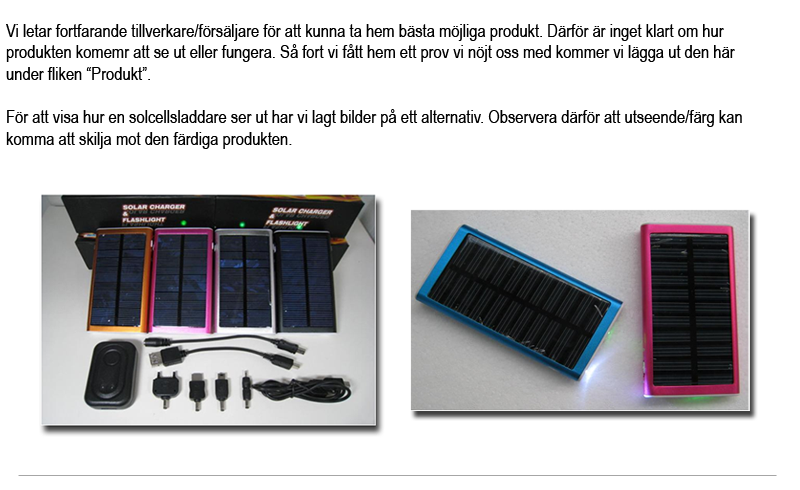 Vi letar fortfarande tillverkare/försäljare för att kunna ta hem bästa möjliga produkt. Därför är inget klart om hur
produkten komemr att se ut eller fungera. Så fort vi fått hem ett prov vi nöjt oss med kommer vi lägga ut den här
under fliken “Produkt”.
För att visa hur en solcellsladdare ser ut har vi lagt bilder på ett alternativ. Observera därför att utseende/färg kan
komma att skilja mot den färdiga produkten.
SOLAR CHARGER
&
FLASHLIGHT
SOLAR CHARGER
&
FLASHLIGHT